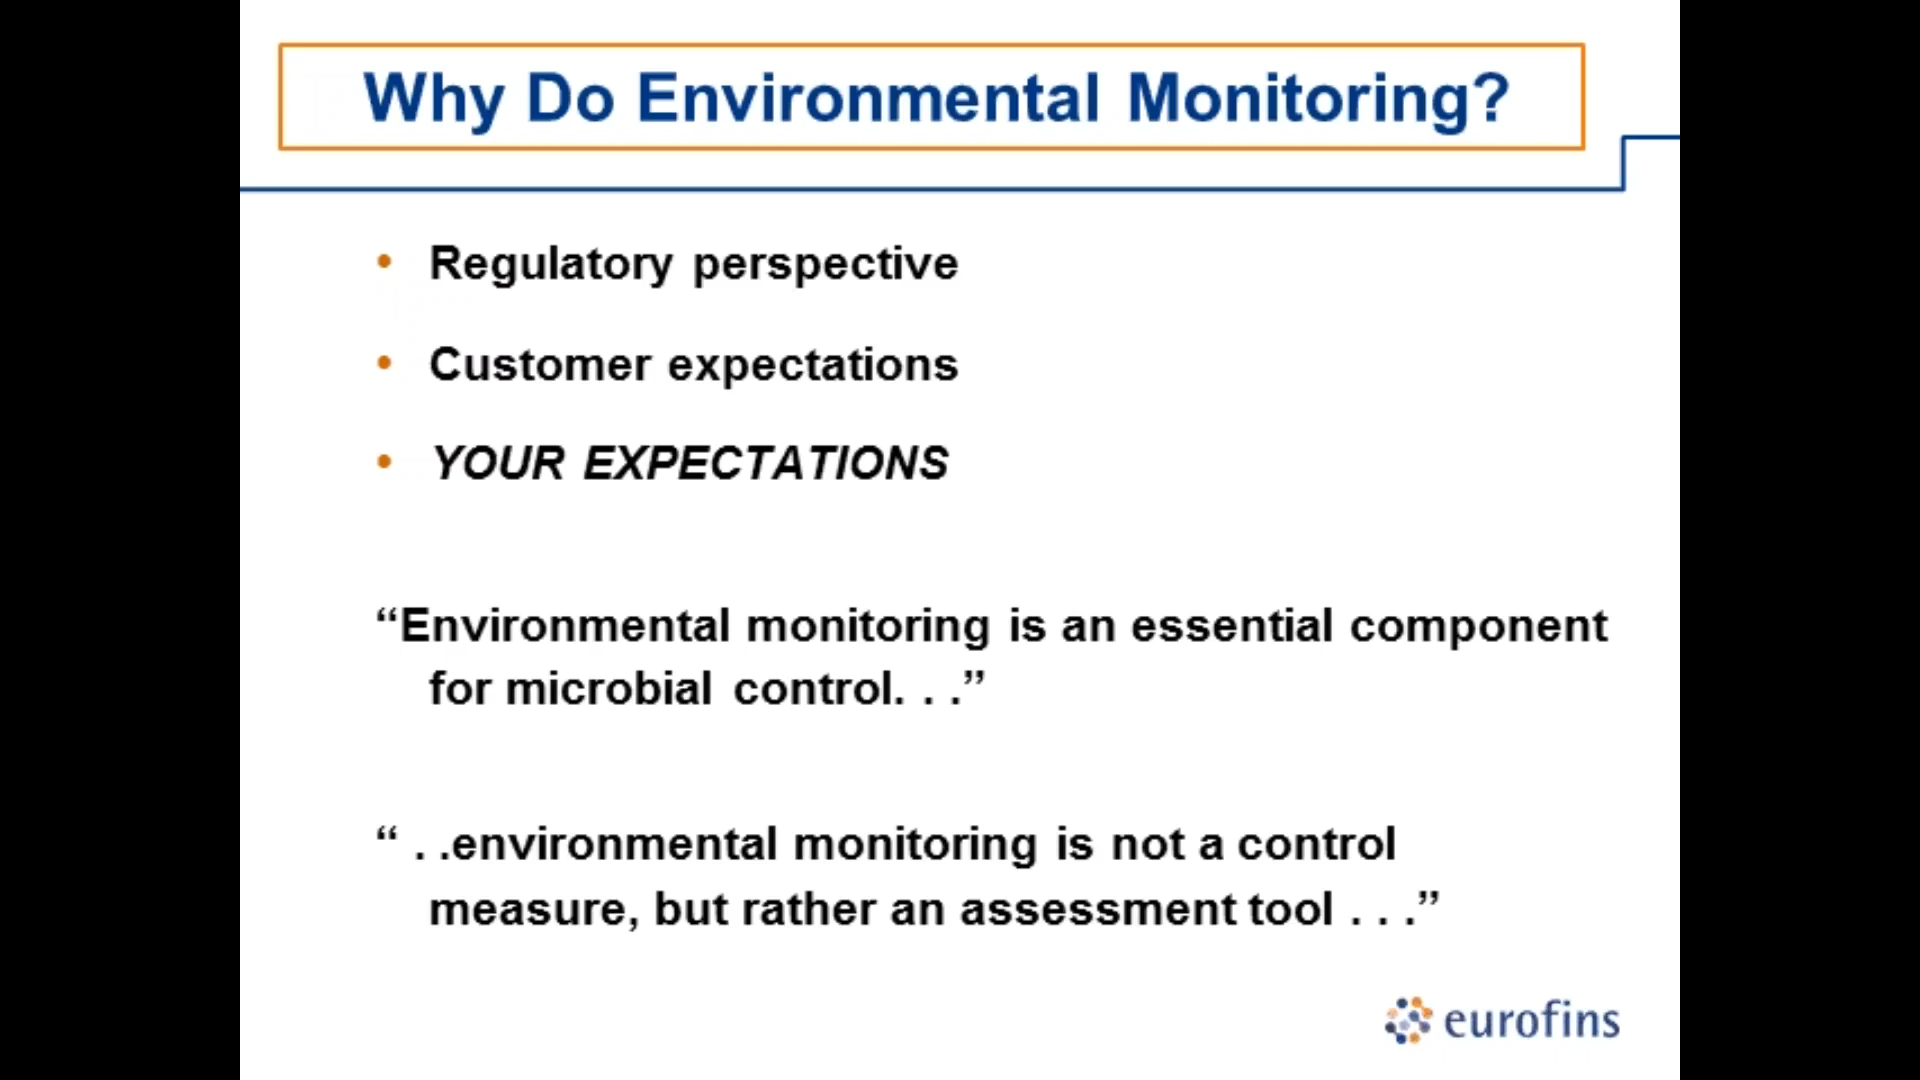 Why Do Environmental Monitoring?
• Regulatory perspective
• Customer expectations
• YOUR EXPECTATIONS
“Environmental monitoring is an essential component
for microbial control. . .”
“ . .environmental monitoring is not a control
measure, but rather an assessment tool . . .”
eurofins